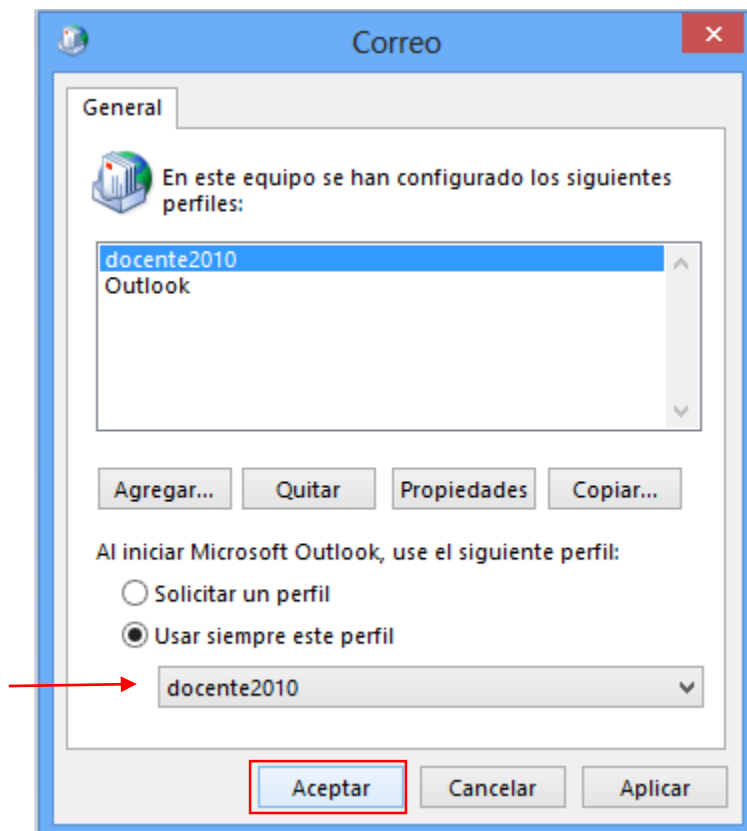 Correo
General
En este equipo se han configurado los siguientes
perfiles:
docente2010
Outlook
Agregar... Quitar Propiedades Copiar...
Al iniciar Microsoft Outlook, use el siguiente perfil:
Solicitar un perfil
Usar siempre este perfil
docente2010
Aceptar Cancelar Aplicar